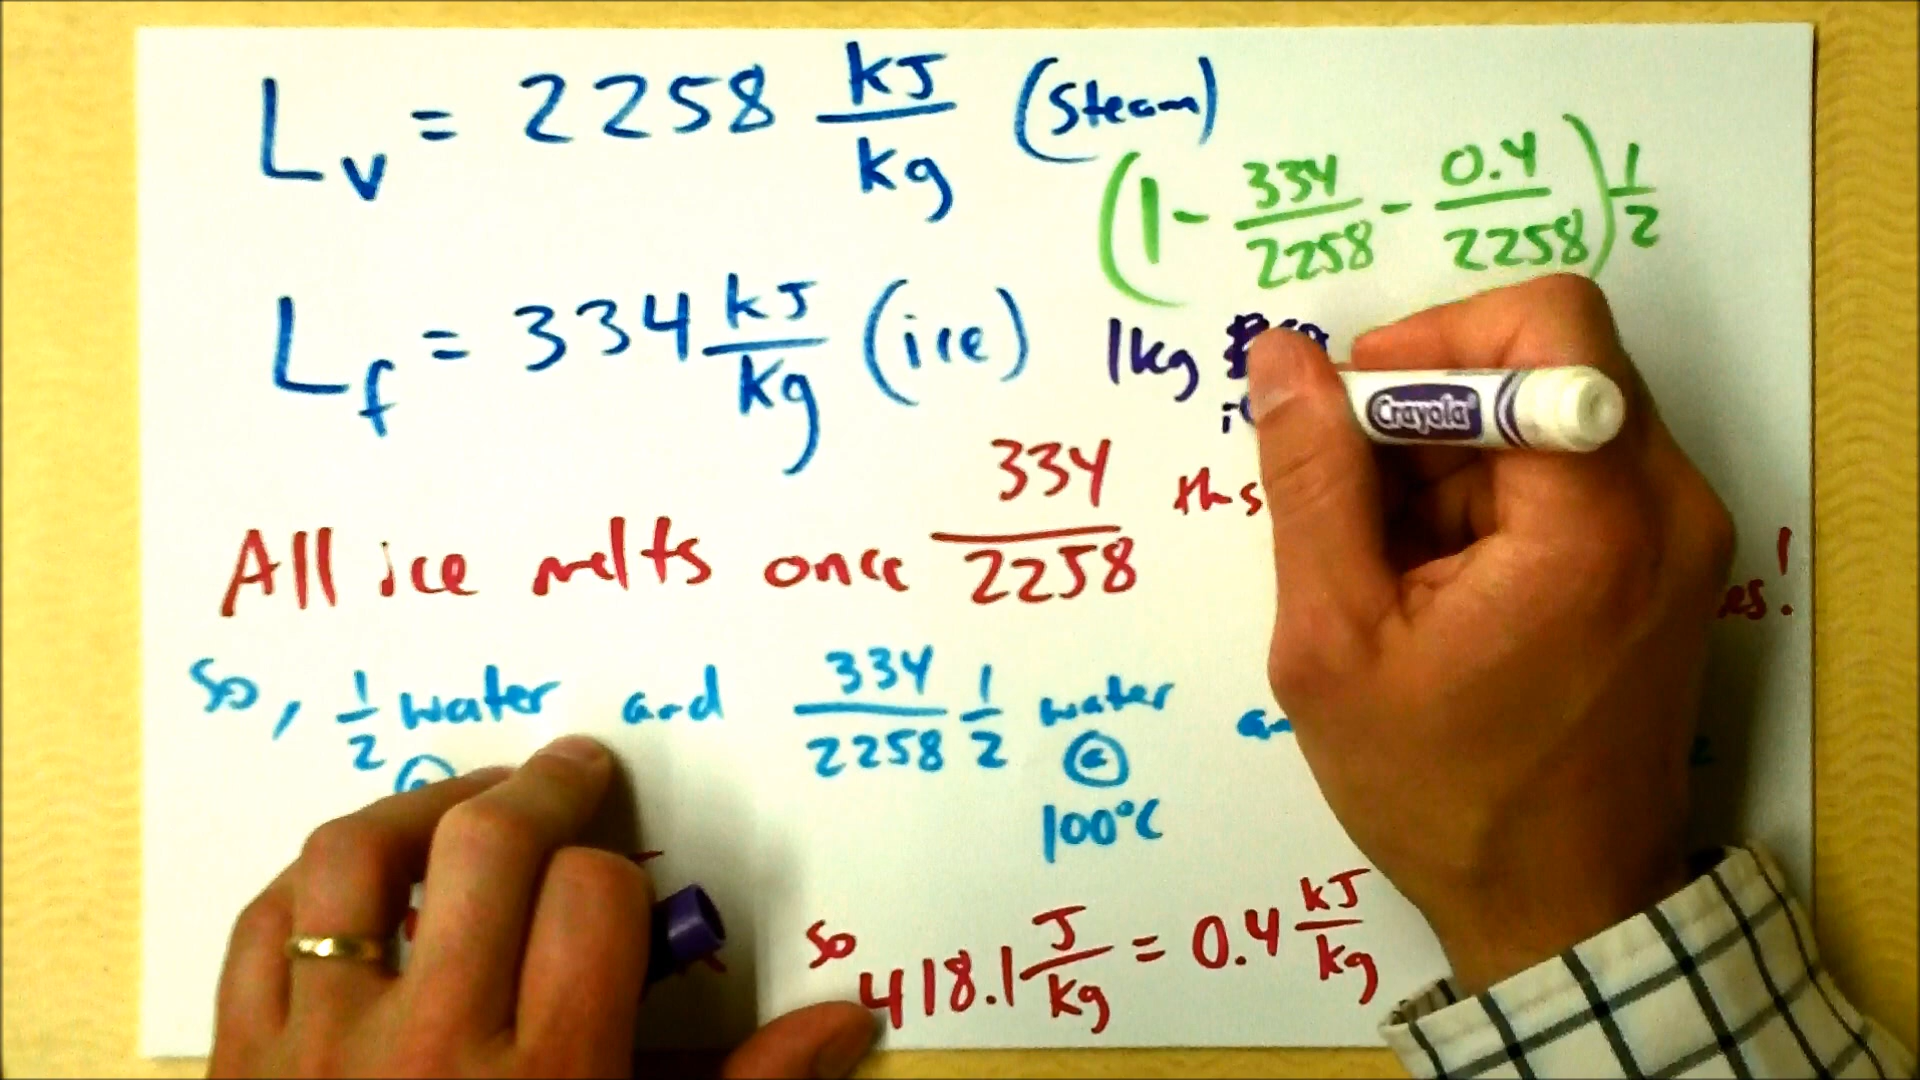 Lv = 2258 kJ/kg (Steam)
(1 - 334/2258 - 0.4/2258) 1/2
Lf = 334 kJ/kg (ice)
1kg
Crayola
All ice melts once 334/2258 this
es!
So, 1/2 water and 334/2258 1/2 water
@ @
100°C
so 418.1 J/kg = 0.4 kJ/kg